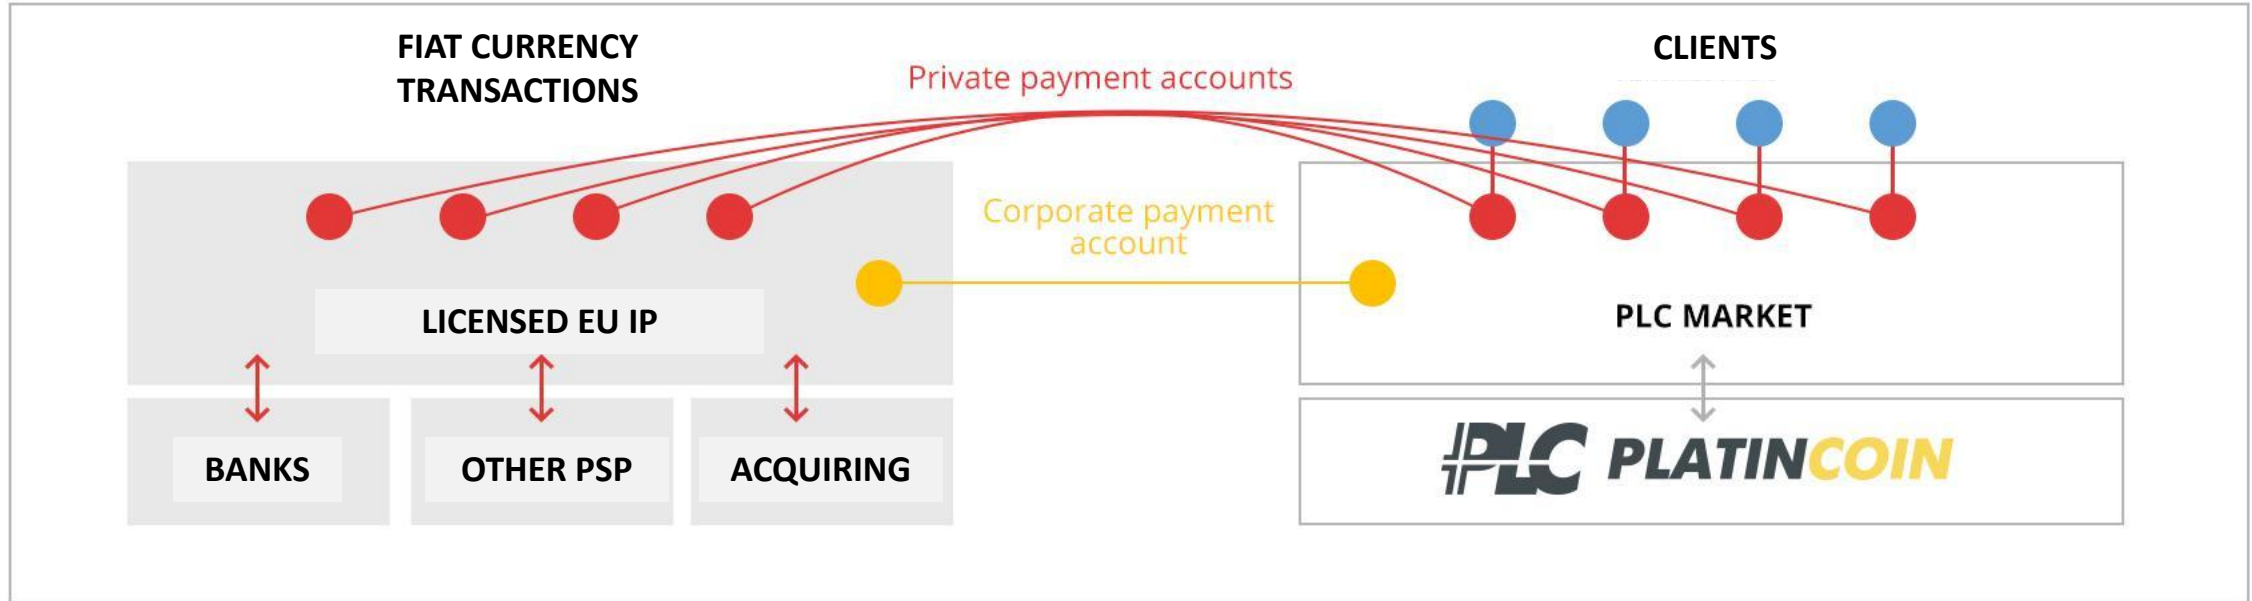 FIAT CURRENCY
TRANSACTIONS
Private payment accounts
CLIENTS
Corporate payment
account
LICENSED EU IP
PLC MARKET
BANKS
OTHER PSP
ACQUIRING
PLC PLATINCOIN